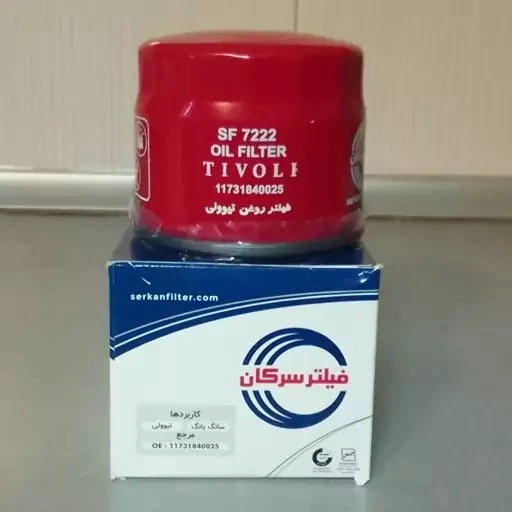 SF 7222
OIL FILTER
TIVOLI
11731840025
فیلتر روغن تیوولی
serkanfilter.com
فیلتر سرکان
کاربردها
سانگ یانگ تیوولی
مرجع
OE : 11731840025